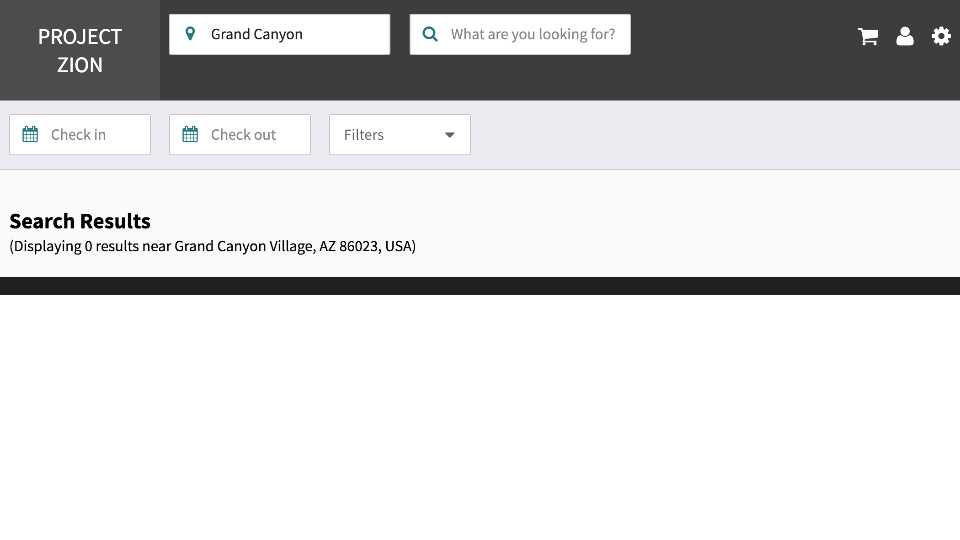 PROJECT
ZION
Grand Canyon
What are you looking for?
Check in
Check out
Filters
Search Results
(Displaying 0 results near Grand Canyon Village, AZ 86023, USA)